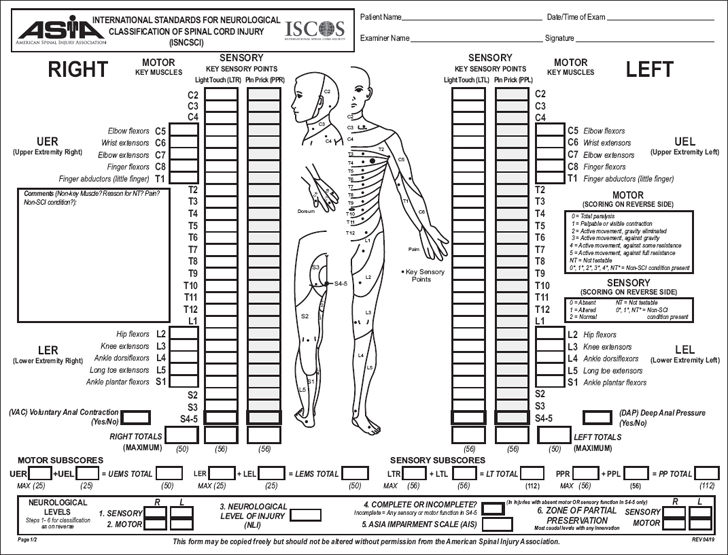 ASIA
AMERICAN SPINAL INJURY ASSOCIATION
INTERNATIONAL STANDARDS FOR NEUROLOGICAL
CLASSIFICATION OF SPINAL CORD INJURY
(ISNCSCI)
ISCOS
INTERNATIONAL SPINAL CORD SOCIETY
Patient Name Date/Time of Exam
Examiner Name Signature
RIGHT
MOTOR
KEY MUSCLES
SENSORY
KEY SENSORY POINTS
Light Touch (LTR) Pin Prick (PPR)
SENSORY
KEY SENSORY POINTS
Light Touch (LTL) Pin Prick (PPL)
MOTOR
KEY MUSCLES
LEFT
C2
C3
C4
UER
(Upper Extremity Right)
Elbow flexors C5
Wrist extensors C6
Elbow extensors C7
Finger flexors C8
Finger abductors (little finger) T1
Comments (Non-key Muscle? Reason for NT? Pain?
Non-SCI condition?):
T2
T3
T4
T5
T6
T7
T8
T9
T10
T11
T12
L1
LER
(Lower Extremity Right)
Hip flexors L2
Knee extensors L3
Ankle dorsiflexors L4
Long toe extensors L5
Ankle plantar flexors S1
S2
S3
S4-5
(VAC) Voluntary Anal Contraction
(Yes/No)
RIGHT TOTALS
(MAXIMUM) (50) (56) (56)
C2
C3
C4
C2
C3
C4
T2
C5
T3
T4
T5
T6
T7
T8
T9
T10
T11
T12
L1
Dorsum
C6
Palm
• Key Sensory
Points
S3
S4-5
L2
S2
L3
L4
L5
S1
L5
C2
C3
C4
C5 Elbow flexors
C6 Wrist extensors
C7 Elbow extensors
C8 Finger flexors
T1 Finger abductors (little finger)
UEL
(Upper Extremity Left)
T2
T3
T4
T5
T6
T7
T8
T9
T10
T11
T12
L1
MOTOR
(SCORING ON REVERSE SIDE)
0 = Total paralysis
1 = Palpable or visible contraction
2 = Active movement, gravity eliminated
3 = Active movement, against gravity
4 = Active movement, against some resistance
5 = Active movement, against full resistance
NT = Not testable
0*, 1*, 2*, 3*, 4*, NT* = Non-SCI condition present
SENSORY
(SCORING ON REVERSE SIDE)
0 = Absent NT = Not testable
1 = Altered 0*, 1*, NT* = Non-SCI
2 = Normal condition present
L2 Hip flexors
L3 Knee extensors
L4 Ankle dorsiflexors
L5 Long toe extensors
S1 Ankle plantar flexors
LEL
(Lower Extremity Left)
S2
S3
S4-5
(DAP) Deep Anal Pressure
(Yes/No)
LEFT TOTALS
(56) (56) (50) (MAXIMUM)
MOTOR SUBSCORES
UER +UEL = UEMS TOTAL LER + LEL = LEMS TOTAL
MAX (25) (25) (50) MAX (25) (25) (50)
SENSORY SUBSCORES
LTR + LTL = LT TOTAL PPR + PPL = PP TOTAL
MAX (56) (56) (112) MAX (56) (56) (112)
NEUROLOGICAL
LEVELS
Steps 1- 6 for classification
as on reverse
R L
1. SENSORY
2. MOTOR
3. NEUROLOGICAL
LEVEL OF INJURY
(NLI)
4. COMPLETE OR INCOMPLETE?
Incomplete = Any sensory or motor function in S4-5
5. ASIA IMPAIRMENT SCALE (AIS)
(In injuries with absent motor OR sensory function in S4-5 only)
6. ZONE OF PARTIAL
PRESERVATION
Most caudal levels with any innervation
R L
SENSORY
MOTOR
Page 1/2 This form may be copied freely but should not be altered without permission from the American Spinal Injury Association. REV 04/19